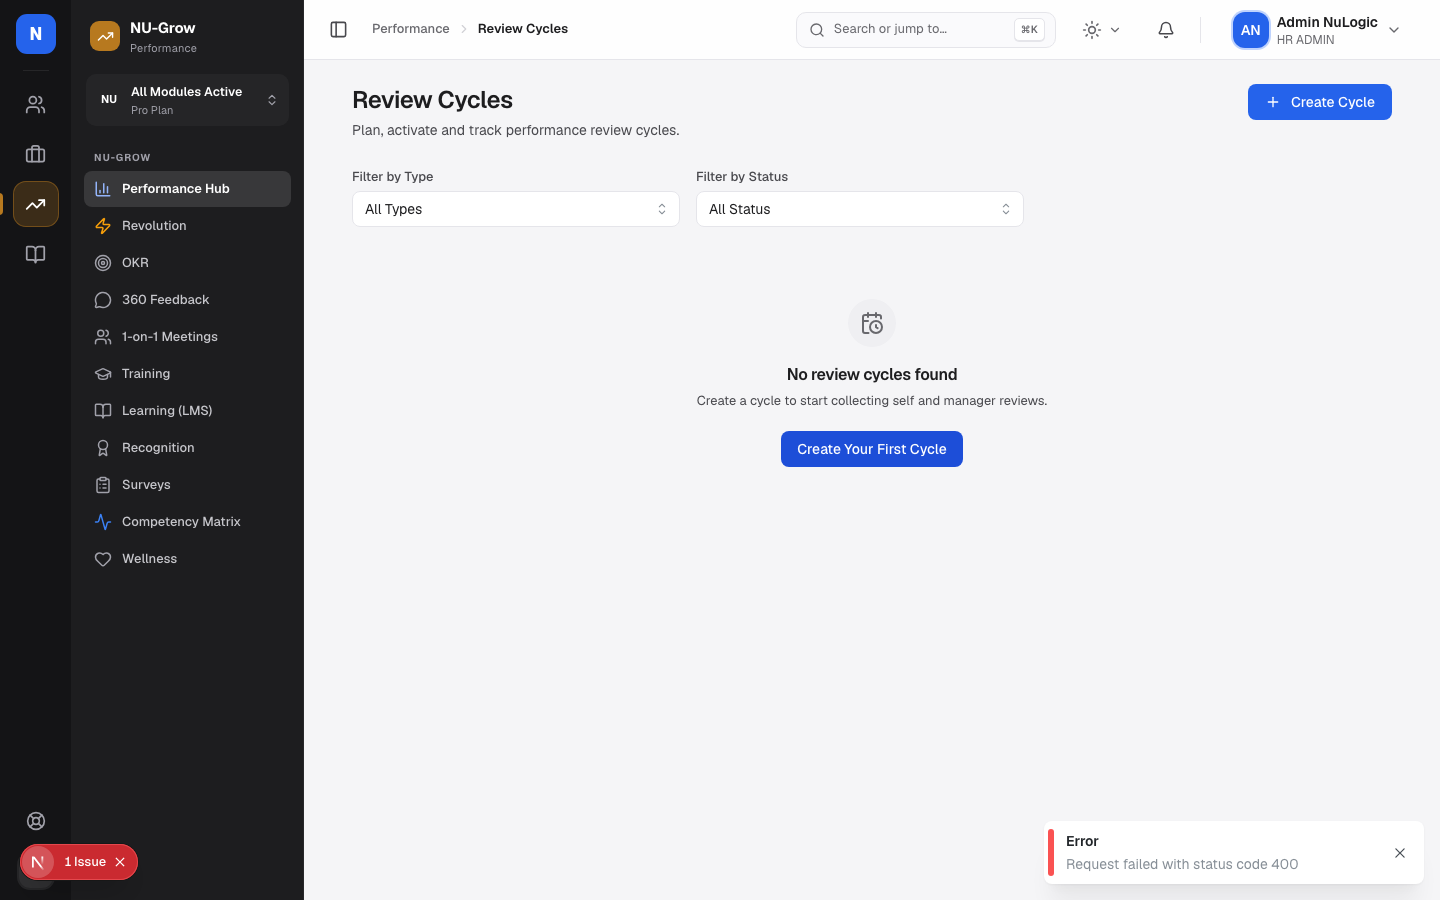 N
NU-Grow
Performance
NU
All Modules Active
Pro Plan
NU-GROW
Performance Hub
Revolution
OKR
360 Feedback
1-on-1 Meetings
Training
Learning (LMS)
Recognition
Surveys
Competency Matrix
Wellness
N
1 Issue
Performance
Review Cycles
Search or jump to...
⌘K
AN
Admin NuLogic
HR ADMIN
Review Cycles
Plan, activate and track performance review cycles.
Create Cycle
Filter by Type
All Types
Filter by Status
All Status
No review cycles found
Create a cycle to start collecting self and manager reviews.
Create Your First Cycle
Error
Request failed with status code 400